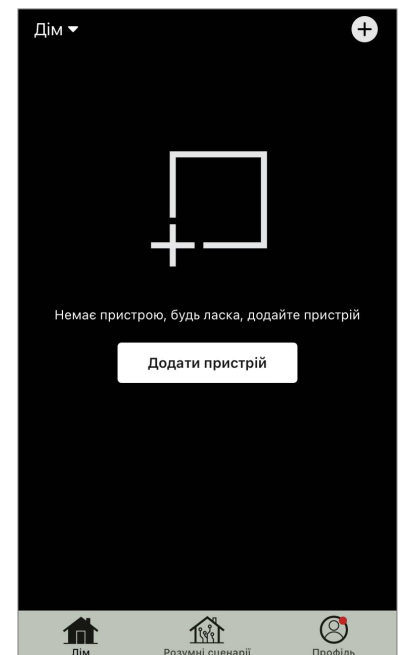 Дім
Немає пристрою, будь ласка, додайте пристрій
Додати пристрій
Дім
Розумні сценарії
Профіль